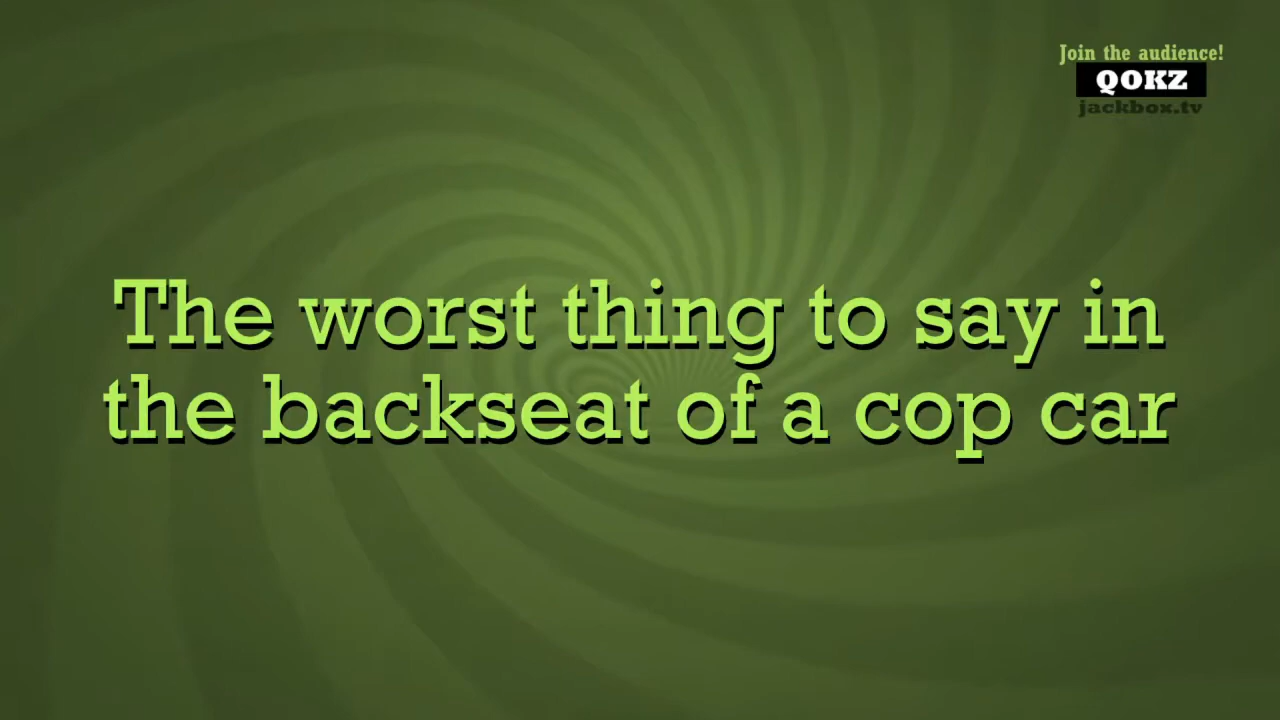 Join the audience!
QOKZ
jackbox.tv
The worst thing to say in
the backseat of a cop car